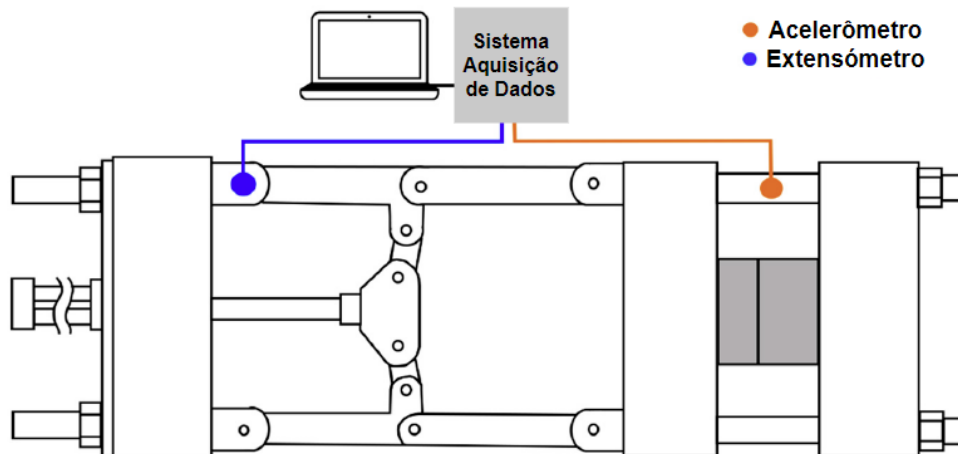 Sistema
Aquisição
de Dados
Acelerômetro
Extensómetro